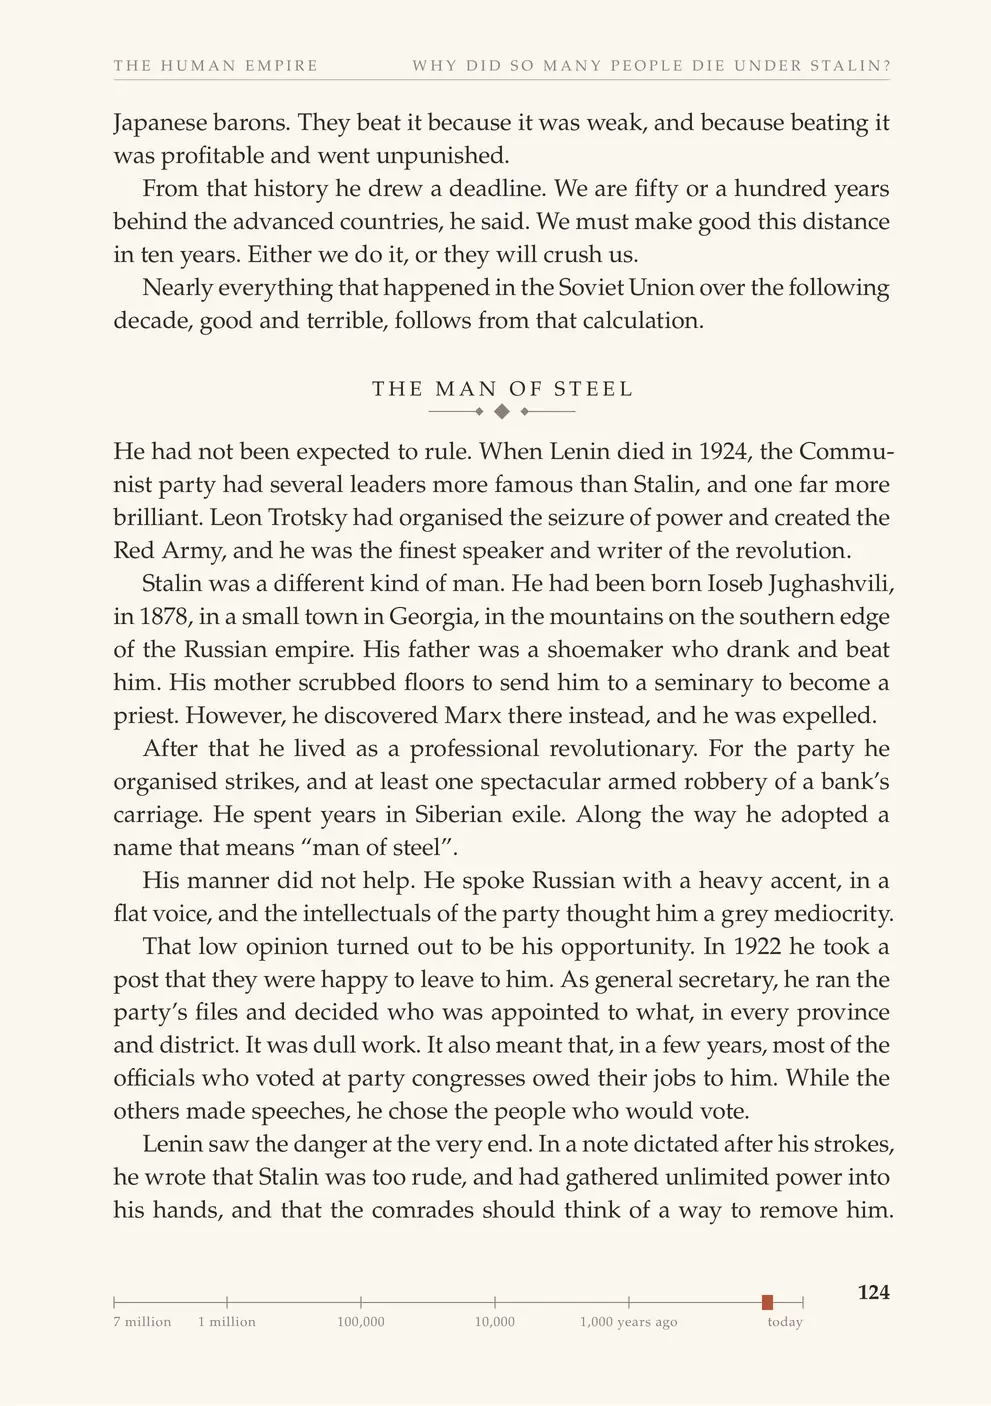 THE HUMAN EMPIRE WHY DID SO MANY PEOPLE DIE UNDER STALIN?
Japanese barons. They beat it because it was weak, and because beating it
was profitable and went unpunished.
From that history he drew a deadline. We are fifty or a hundred years
behind the advanced countries, he said. We must make good this distance
in ten years. Either we do it, or they will crush us.
Nearly everything that happened in the Soviet Union over the following
decade, good and terrible, follows from that calculation.
THE MAN OF STEEL
He had not been expected to rule. When Lenin died in 1924, the Commu-
nist party had several leaders more famous than Stalin, and one far more
brilliant. Leon Trotsky had organised the seizure of power and created the
Red Army, and he was the finest speaker and writer of the revolution.
Stalin was a different kind of man. He had been born Ioseb Jughashvili,
in 1878, in a small town in Georgia, in the mountains on the southern edge
of the Russian empire. His father was a shoemaker who drank and beat
him. His mother scrubbed floors to send him to a seminary to become a
priest. However, he discovered Marx there instead, and he was expelled.
After that he lived as a professional revolutionary. For the party he
organised strikes, and at least one spectacular armed robbery of a bank’s
carriage. He spent years in Siberian exile. Along the way he adopted a
name that means “man of steel”.
His manner did not help. He spoke Russian with a heavy accent, in a
flat voice, and the intellectuals of the party thought him a grey mediocrity.
That low opinion turned out to be his opportunity. In 1922 he took a
post that they were happy to leave to him. As general secretary, he ran the
party’s files and decided who was appointed to what, in every province
and district. It was dull work. It also meant that, in a few years, most of the
officials who voted at party congresses owed their jobs to him. While the
others made speeches, he chose the people who would vote.
Lenin saw the danger at the very end. In a note dictated after his strokes,
he wrote that Stalin was too rude, and had gathered unlimited power into
his hands, and that the comrades should think of a way to remove him.
124
7 million 1 million 100,000 10,000 1,000 years ago today